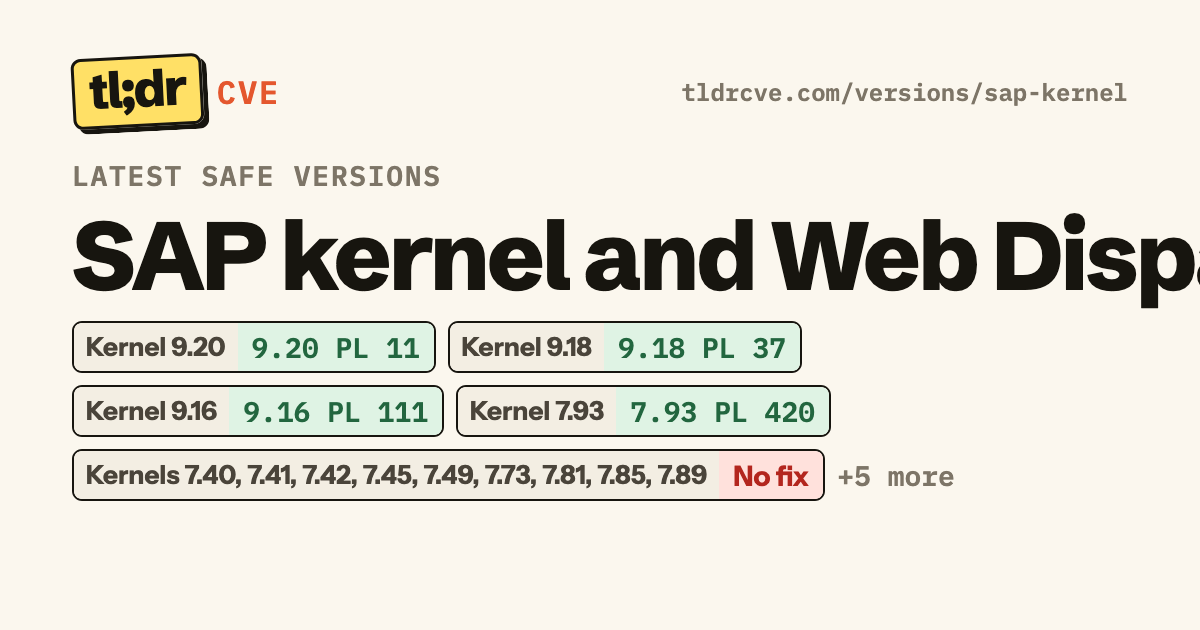 tl;dr CVE
tldrcve.com/versions/sap-kernel
LATEST SAFE VERSIONS
SAP kernel and Web Disp
Kernel 9.20 9.20 PL 11 Kernel 9.18 9.18 PL 37
Kernel 9.16 9.16 PL 111 Kernel 7.93 7.93 PL 420
Kernels 7.40, 7.41, 7.42, 7.45, 7.49, 7.73, 7.81, 7.85, 7.89 No fix +5 more